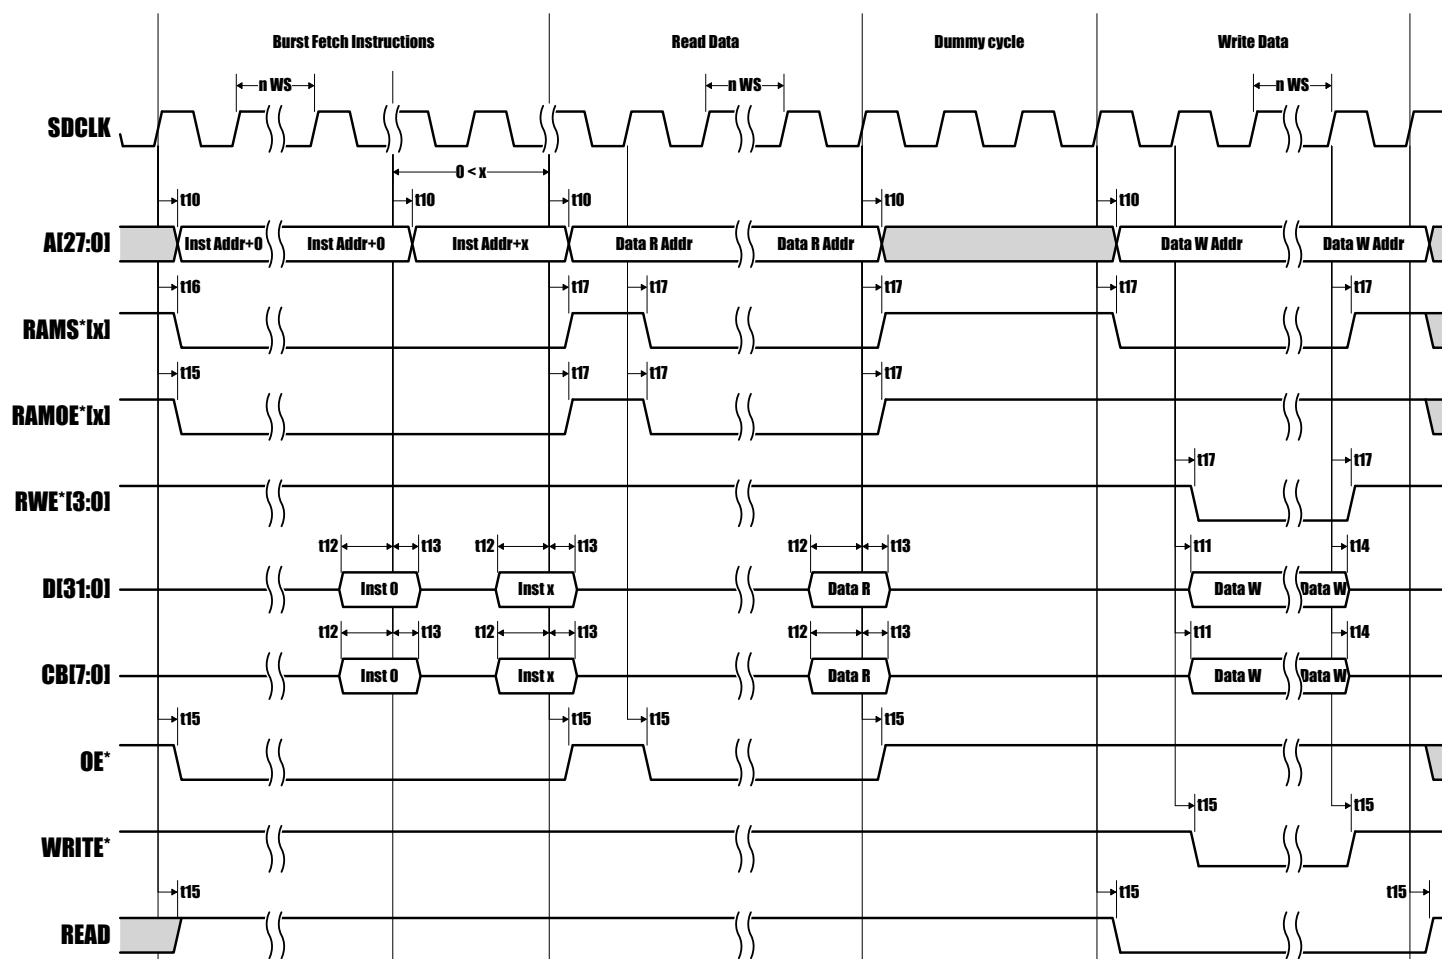 Burst Fetch Instructions Read Data Dummy cycle Write Data
n WS n WS n WS
SDCLK
0 < x
t10 t10 t10 t10 t10
A[27:0] Inst Addr+0 Inst Addr+0 Inst Addr+x Data R Addr Data R Addr Data W Addr Data W Addr
t16 t17 t17 t17 t17 t17
RAMS*[x]
t15 t17 t17 t17
RAMOE*[x]
t17 t17
RWE*[3:0]
t12 t13 t12 t13 t12 t13 t11 t14
D[31:0] Inst 0 Inst x Data R Data W Data W
t12 t13 t12 t13 t12 t13 t11 t14
CB[7:0] Inst 0 Inst x Data R Data W Data W
t15 t15 t15 t15
OE*
t15 t15
WRITE*
t15 t15 t15
READ